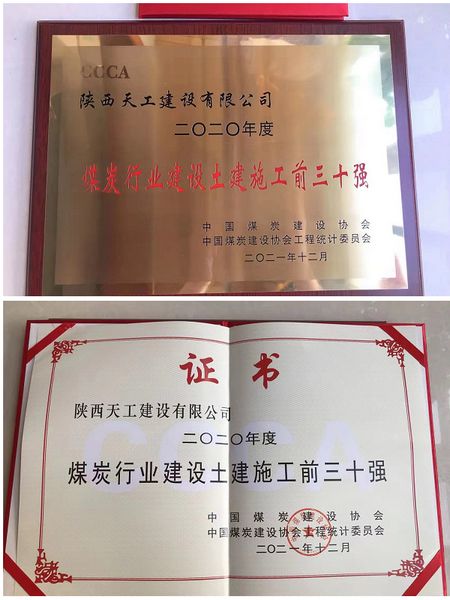 CCCA
陕西天工建设有限公司
二〇二〇年度
煤炭行业建设土建施工前三十强
中国煤炭建设协会
中国煤炭建设协会工程统计委员会
二〇二一年十二月
证书
陕西天工建设有限公司
二〇二〇年度
煤炭行业建设土建施工前三十强
中国煤炭建设协会
中国煤炭建设协会工程统计委员会
二〇二一年十二月